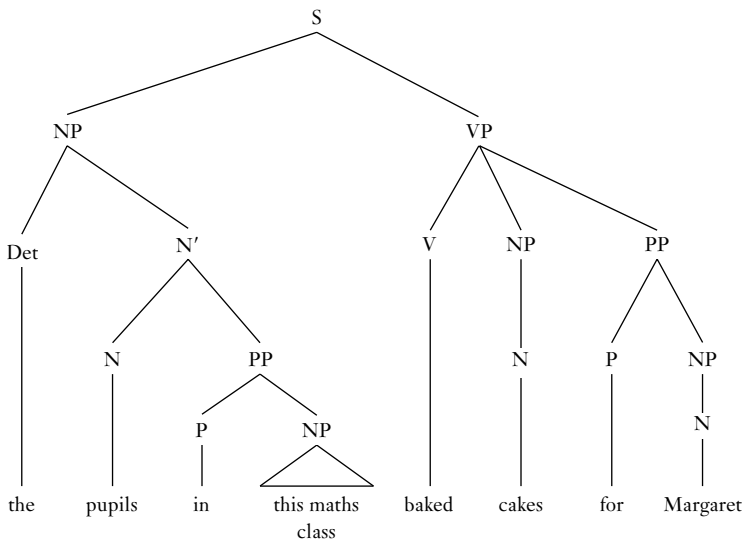 S
NP VP
Det N′ V NP PP
N PP N P NP
P NP N
the pupils in this maths baked cakes for Margaret
class